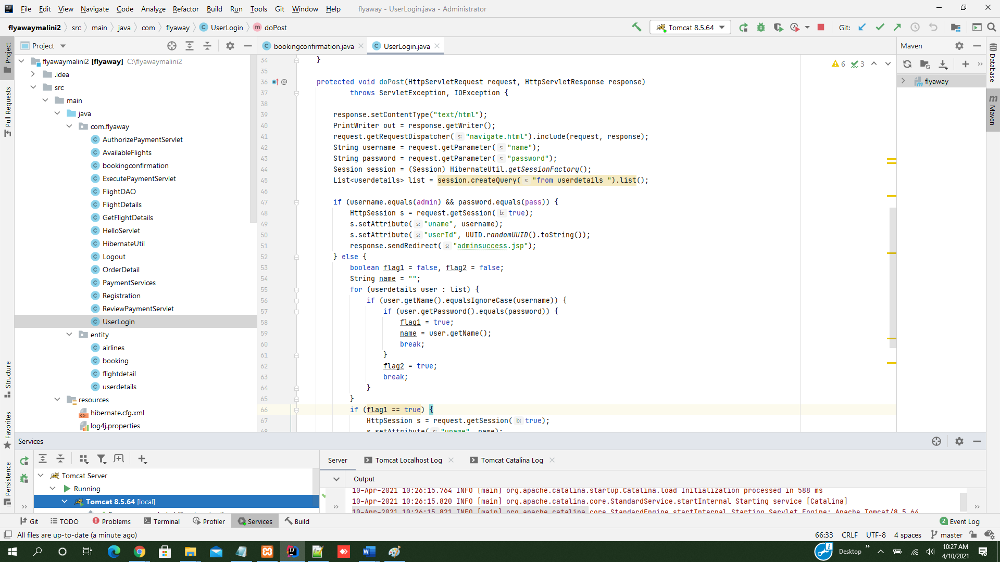 File Edit View Navigate Code Analyze Refactor Build Run Tools Git Window Help flyaway - UserLogin.java - Administrator
flyawaymalini2 src main java com flyaway UserLogin doPost
Tomcat 8.5.64 Git:
Project
bookingconfirmation.java UserLogin.java
Maven
flyawaymalini2 [flyaway] C:\flyawaymalini2
.idea
src
main
java
com.flyaway
AuthorizePaymentServlet
AvailableFlights
bookingconfirmation
ExecutePaymentServlet
FlightDAO
FlightDetails
GetFlightDetails
HelloServlet
HibernateUtil
Logout
OrderDetail
PaymentServices
Registration
ReviewPaymentServlet
UserLogin
entity
airlines
booking
flightdetail
userdetails
resources
hibernate.cfg.xml
log4j.properties
34 }
35
36 protected void doPost(HttpServletRequest request, HttpServletResponse response)
37 throws ServletException, IOException {
38
39 response.setContentType("text/html");
40 PrintWriter out = response.getWriter();
41 request.getRequestDispatcher( s: "navigate.html").include(request, response);
42 String username = request.getParameter( s: "name");
43 String password = request.getParameter( s: "password");
44 Session session = (Session) HibernateUtil.getSessionFactory();
45 List<userdetails> list = session.createQuery( s: "from userdetails ").list();
46
47 if (username.equals(admin) && password.equals(pass)) {
48 HttpSession s = request.getSession( b: true);
49 s.setAttribute( s: "uname", username);
50 s.setAttribute( s: "userId", UUID.randomUUID().toString());
51 response.sendRedirect( s: "adminsuccess.jsp");
52 } else {
53 boolean flag1 = false, flag2 = false;
54 String name = "";
55 for (userdetails user : list) {
56 if (user.getName().equalsIgnoreCase(username)) {
57 if (user.getPassword().equals(password)) {
58 flag1 = true;
59 name = user.getName();
60 break;
61 }
62 flag2 = true;
63 break;
64 }
65 }
66 if (flag1 == true) {
67 HttpSession s = request.getSession( b: true);
68 s.setAttribute( s: "uname", name);
6 3
flyaway
Project
Pull Requests
Structure
Favorites
Persistence
Database
Maven
Services
Tomcat Server
Running
Tomcat 8.5.64 [local]
Server Tomcat Localhost Log Tomcat Catalina Log
Output
10-Apr-2021 10:26:15.764 INFO [main] org.apache.catalina.startup.Catalina.load Initialization processed in 588 ms
10-Apr-2021 10:26:15.820 INFO [main] org.apache.catalina.core.StandardService.startInternal Starting service [Catalina]
10-Apr-2021 10:26:15.821 INFO [main] org.apache.catalina.core.StandardEngine.startInternal Starting Servlet Engine: Apache Tomcat/8.5.64
Git TODO Problems Terminal Profiler Services Build 2 Event Log
All files are up-to-date (a minute ago) 66:33 CRLF UTF-8 4 spaces master
Desktop
10:27 AM
4/10/2021